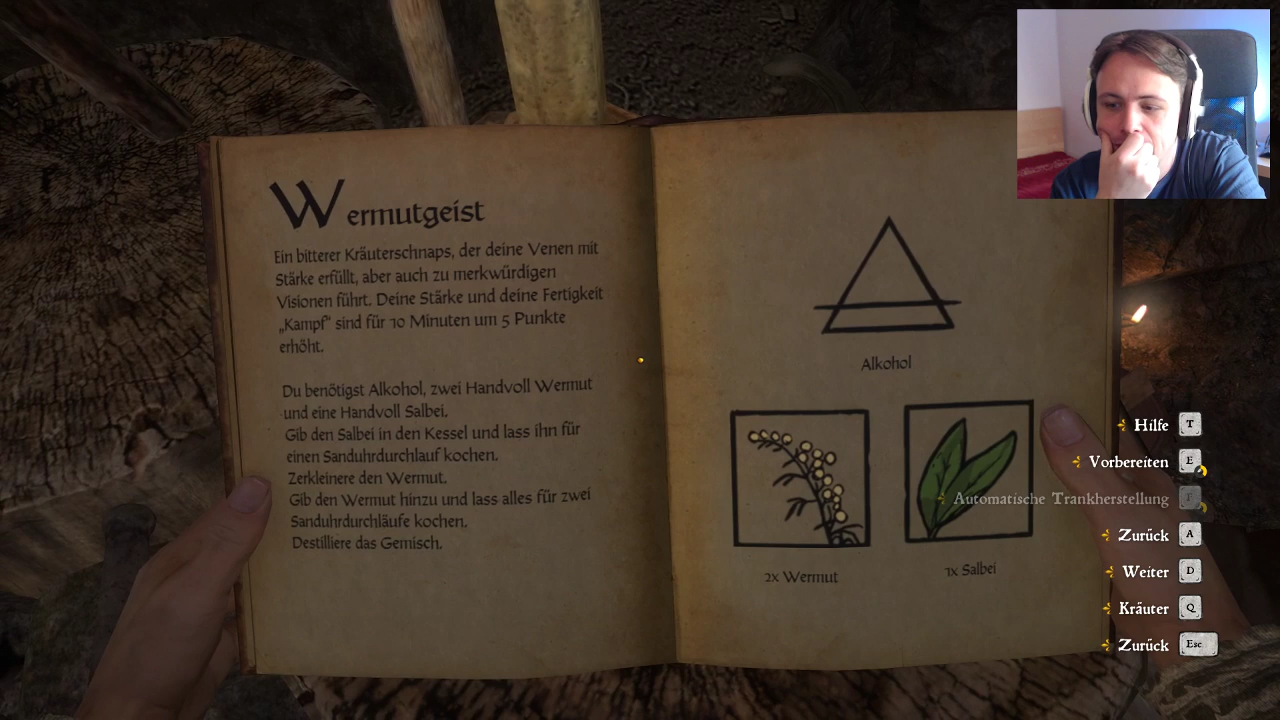 Wermutgeist
Ein bitterer Kräuterschnaps, der deine Venen mit
Stärke erfüllt, aber auch zu merkwürdigen
Visionen führt. Deine Stärke und deine Fertigkeit
„Kampf“ sind für 10 Minuten um 5 Punkte
erhöht.
Du benötigst Alkohol, zwei Handvoll Wermut
und eine Handvoll Salbei.
Gib den Salbei in den Kessel und lass ihn für
einen Sanduhrdurchlauf kochen.
Zerkleinere den Wermut.
Gib den Wermut hinzu und lass alles für zwei
Sanduhrdurchläufe kochen.
Destilliere das Gemisch.
Alkohol
2x Wermut
1x Salbei
Hilfe T
Vorbereiten E
Automatische Trankherstellung F
Zurück A
Weiter D
Kräuter Q
Zurück Esc